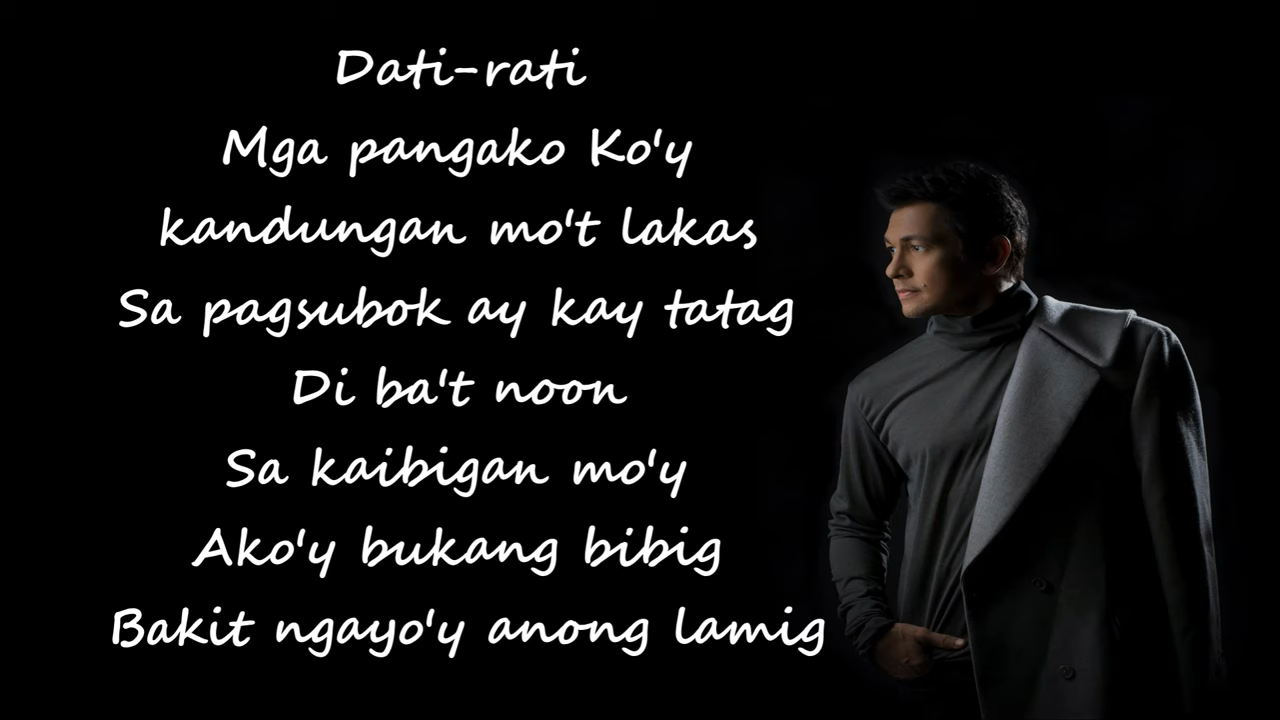 Dati-rati
Mga pangako Ko'y
kandungan mo't lakas
Sa pagsubok ay kay tatag
Di ba't noon
Sa kaibigan mo'y
Ako'y bukang bibig
Bakit ngayo'y anong lamig